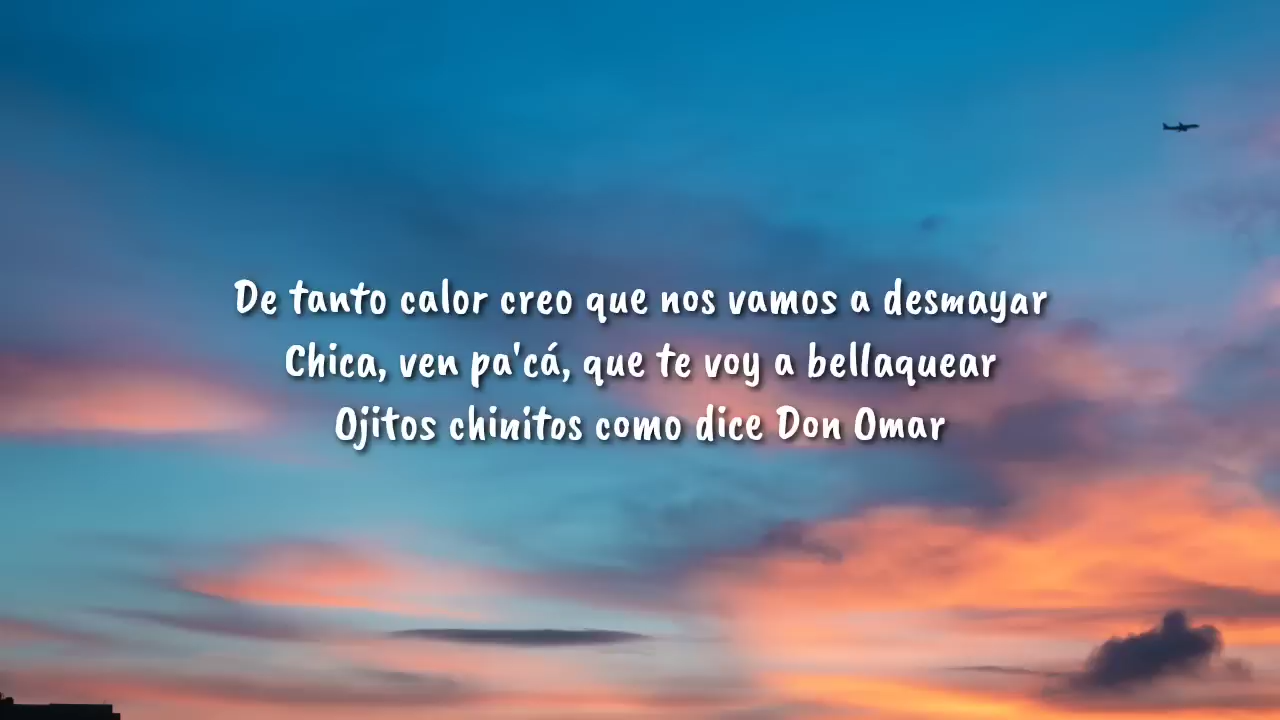 De tanto calor creo que nos vamos a desmayar
Chica, ven pa'cá, que te voy a bellaquear
Ojitos chinitos como dice Don Omar